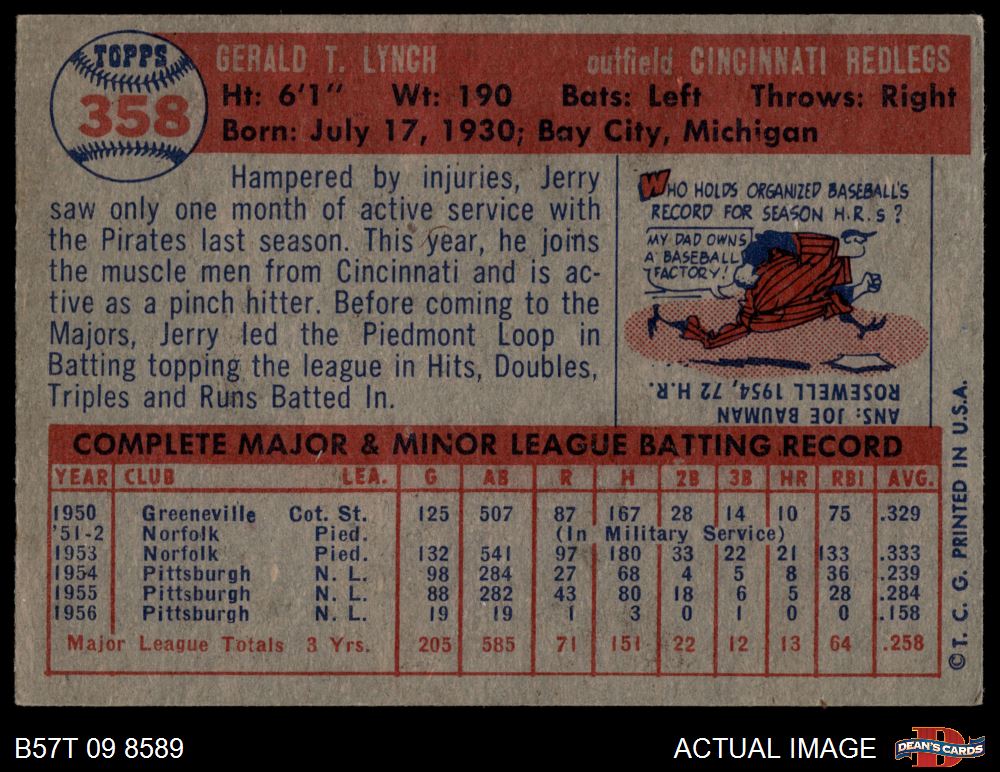 TOPPS
358
GERALD T. LYNCH outfield CINCINNATI REDLEGS
Ht: 6'1" Wt: 190 Bats: Left Throws: Right
Born: July 17, 1930; Bay City, Michigan
Hampered by injuries, Jerry
saw only one month of active service with
the Pirates last season. This year, he joins
the muscle men from Cincinnati and is ac-
tive as a pinch hitter. Before coming to the
Majors, Jerry led the Piedmont Loop in
Batting topping the league in Hits, Doubles,
Triples and Runs Batted In.
WHO HOLDS ORGANIZED BASEBALL'S
RECORD FOR SEASON H.R.S?
MY DAD OWNS
A BASEBALL
FACTORY!
ANS: JOE BAUMAN
ROSEWELL 1954, 72 H.R.
COMPLETE MAJOR & MINOR LEAGUE BATTING RECORD
YEAR CLUB LEA. G AB R H 2B 3B HR RBI AVG.
1950 Greeneville Cot. St. 125 507 87 167 28 14 10 75 .329
'51-2 Norfolk Pied. (In Military Service)
1953 Norfolk Pied. 132 541 97 180 33 22 21 133 .333
1954 Pittsburgh N. L. 98 284 27 68 4 5 8 36 .239
1955 Pittsburgh N. L. 88 282 43 80 18 6 5 28 .284
1956 Pittsburgh N. L. 19 19 1 3 0 1 0 0 .158
Major League Totals 3 Yrs. 205 585 71 151 22 12 13 64 .258
© T. C. G. PRINTED IN U.S.A.
B57T 09 8589
ACTUAL IMAGE
DEAN'S CARDS